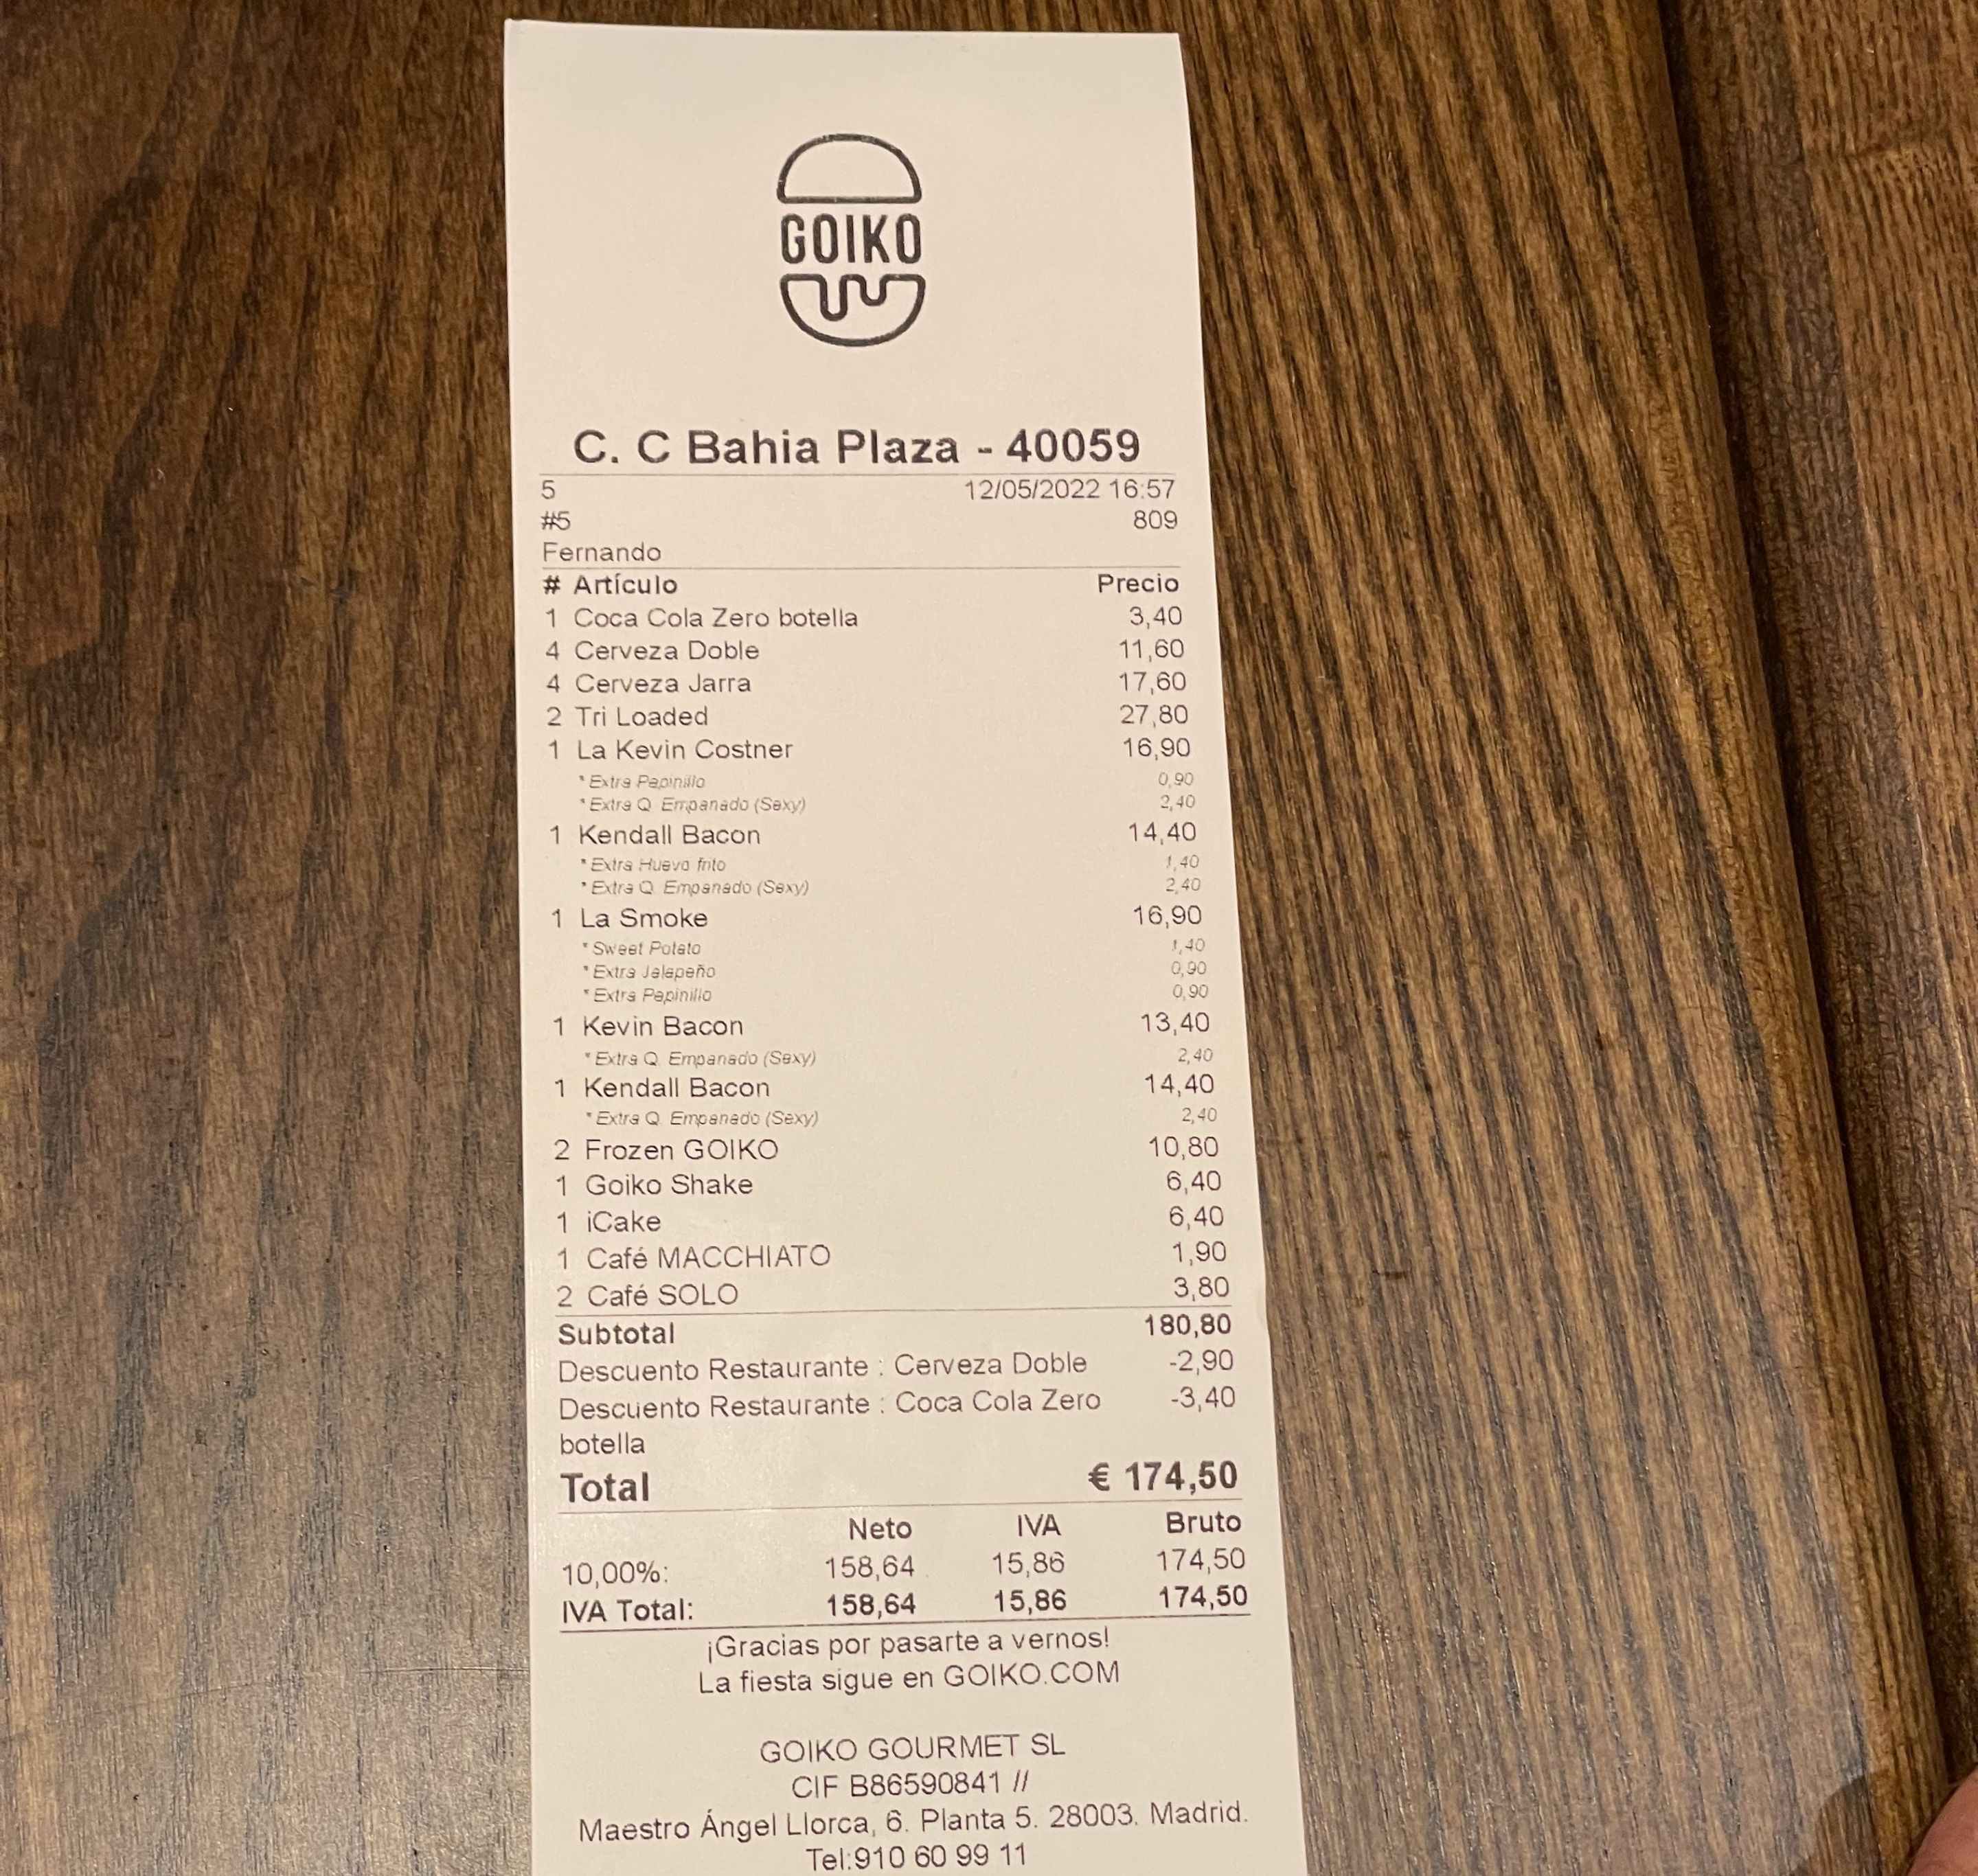 GOIKO
C. C Bahia Plaza - 40059
5 12/05/2022 16:57
#5 809
Fernando
# Artículo Precio
1 Coca Cola Zero botella 3,40
4 Cerveza Doble 11,60
4 Cerveza Jarra 17,60
2 Tri Loaded 27,80
1 La Kevin Costner 16,90
* Extra Pepinillo 0,90
* Extra Q. Empanado (Sexy) 2,40
1 Kendall Bacon 14,40
* Extra Huevo frito 1,40
* Extra Q. Empanado (Sexy) 2,40
1 La Smoke 16,90
* Sweet Potato 1,40
* Extra Jalapeño 0,90
* Extra Pepinillo 0,90
1 Kevin Bacon 13,40
* Extra Q. Empanado (Sexy) 2,40
1 Kendall Bacon 14,40
* Extra Q. Empanado (Sexy) 2,40
2 Frozen GOIKO 10,80
1 Goiko Shake 6,40
1 iCake 6,40
1 Café MACCHIATO 1,90
2 Café SOLO 3,80
Subtotal 180,80
Descuento Restaurante : Cerveza Doble -2,90
Descuento Restaurante : Coca Cola Zero -3,40
botella
Total € 174,50
Neto IVA Bruto
10,00%: 158,64 15,86 174,50
IVA Total: 158,64 15,86 174,50
¡Gracias por pasarte a vernos!
La fiesta sigue en GOIKO.COM
GOIKO GOURMET SL
CIF B86590841 //
Maestro Ángel Llorca, 6. Planta 5. 28003. Madrid.
Tel:910 60 99 11